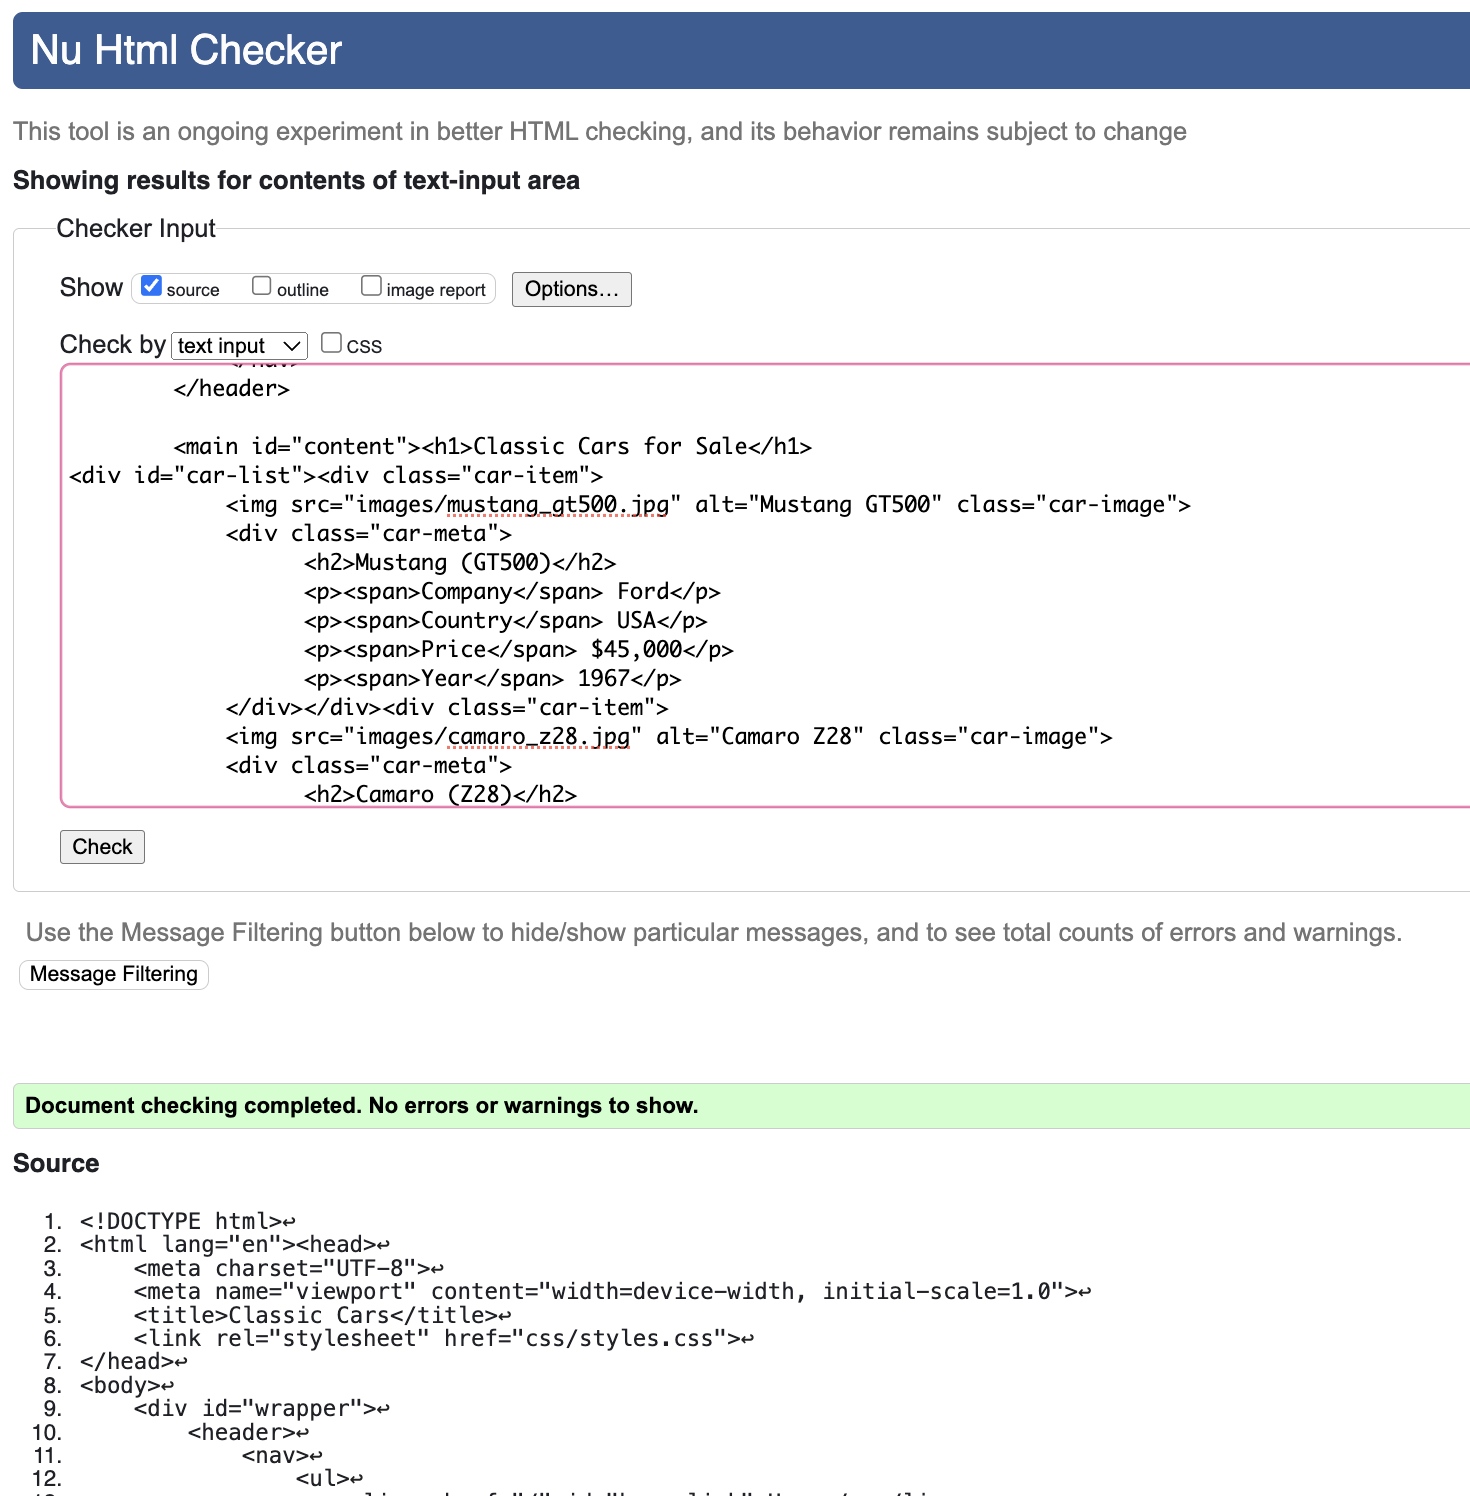 Nu Html Checker
This tool is an ongoing experiment in better HTML checking, and its behavior remains subject to change
Showing results for contents of text-input area
Checker Input
Show source outline image report Options...
Check by text input css
</header>
<main id="content"><h1>Classic Cars for Sale</h1>
<div id="car-list"><div class="car-item">
<img src="images/mustang_gt500.jpg" alt="Mustang GT500" class="car-image">
<div class="car-meta">
<h2>Mustang (GT500)</h2>
<p><span>Company</span> Ford</p>
<p><span>Country</span> USA</p>
<p><span>Price</span> $45,000</p>
<p><span>Year</span> 1967</p>
</div></div><div class="car-item">
<img src="images/camaro_z28.jpg" alt="Camaro Z28" class="car-image">
<div class="car-meta">
<h2>Camaro (Z28)</h2>
Check
Use the Message Filtering button below to hide/show particular messages, and to see total counts of errors and warnings.
Message Filtering
Document checking completed. No errors or warnings to show.
Source
1. <!DOCTYPE html>↩
2. <html lang="en"><head>↩
3. <meta charset="UTF-8">↩
4. <meta name="viewport" content="width=device-width, initial-scale=1.0">↩
5. <title>Classic Cars</title>↩
6. <link rel="stylesheet" href="css/styles.css">↩
7. </head>↩
8. <body>↩
9. <div id="wrapper">↩
10. <header>↩
11. <nav>↩
12. <ul>↩